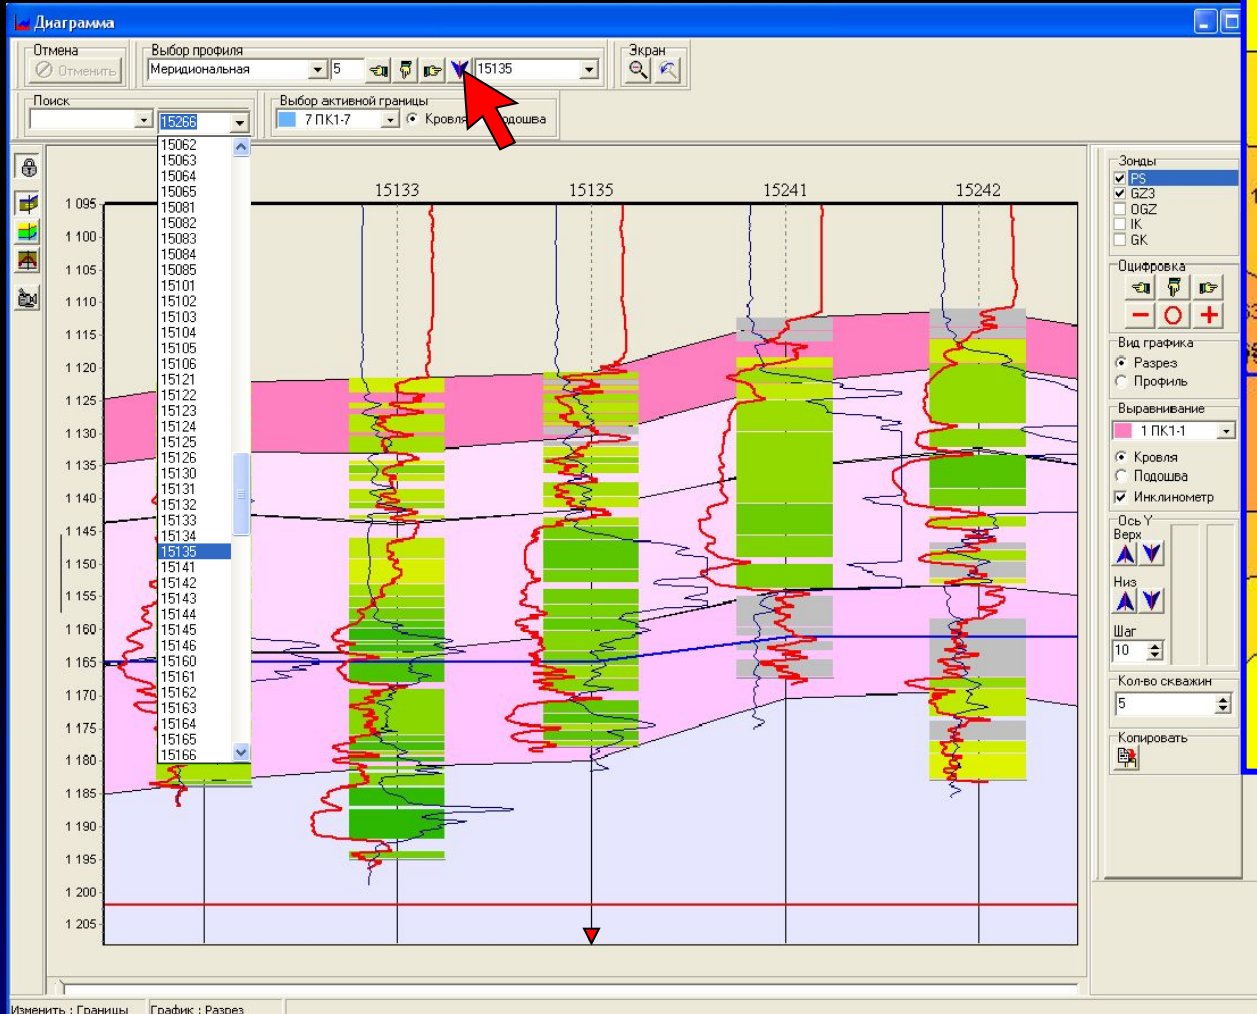 Диаграмма
Отмена
Отменить
Выбор профиля
Меридиональная
5
15135
Экран
Поиск
15266
Выбор активной границы
7 ПК1-7
Кровля
одошва
15062
15063
15064
15065
15081
15082
15083
15084
15085
15101
15102
15103
15104
15105
15106
15121
15122
15123
15124
15125
15126
15130
15131
15132
15133
15134
15135
15141
15142
15143
15144
15145
15146
15160
15161
15162
15163
15164
15165
15166
15133
15135
15241
15242
1 095
1 100
1 105
1 110
1 115
1 120
1 125
1 130
1 135
1 140
1 145
1 150
1 155
1 160
1 165
1 170
1 175
1 180
1 185
1 190
1 195
1 200
1 205
Зонды
PS
GZ3
OGZ
IK
GK
Оцифровка
Вид графика
Разрез
Профиль
Выравнивание
1 ПК1-1
Кровля
Подошва
Инклинометр
Ось Y
Верх
Низ
Шаг
10
Кол-во скважин
5
Копировать
Изменить : Границы
График : Разрез